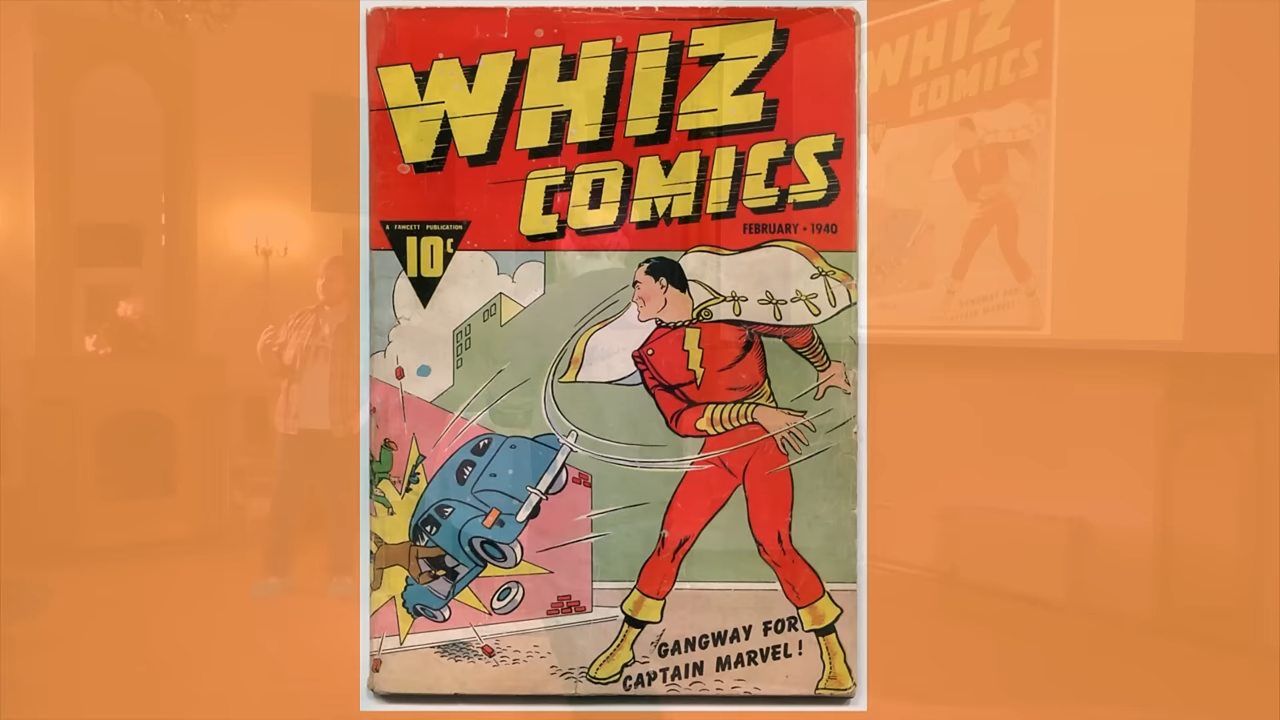 WHIZ
COMICS
FEBRUARY • 1940
A FAWCETT PUBLICATION
10¢
GANGWAY FOR
CAPTAIN MARVEL!
WHIZ
COMICS